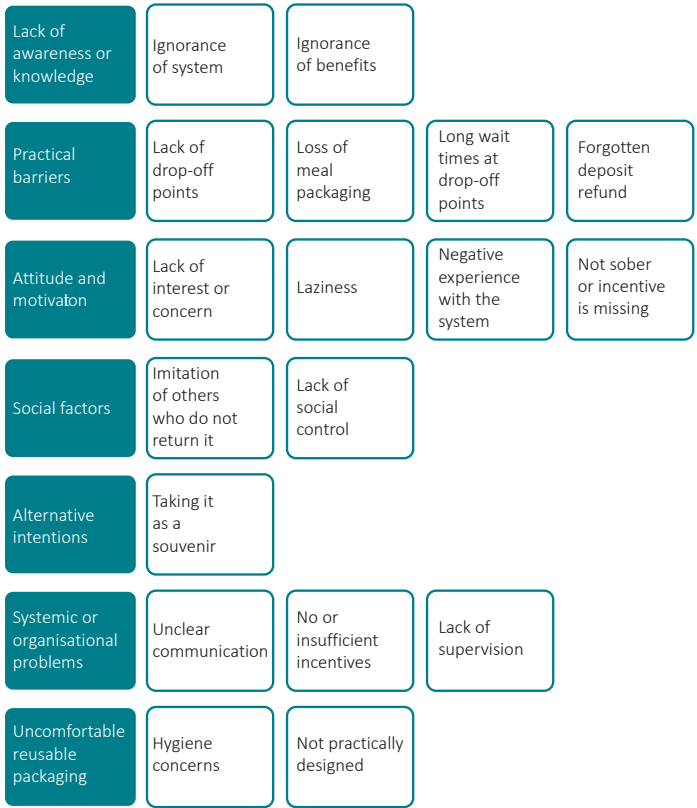 Lack of
awareness or
knowledge
Ignorance
of system
Ignorance
of benefits
Practical
barriers
Lack of
drop-off
points
Loss of
meal
packaging
Long wait
times at
drop-off
points
Forgotten
deposit
refund
Attitude and
motivaton
Lack of
interest or
concern
Laziness
Negative
experience
with the
system
Not sober
or incentive
is missing
Social factors
Imitation
of others
who do not
return it
Lack of
social
control
Alternative
intentions
Taking it
as a
souvenir
Systemic or
organisational
problems
Unclear
communication
No or
insufficient
incentives
Lack of
supervision
Uncomfortable
reusable
packaging
Hygiene
concerns
Not practically
designed